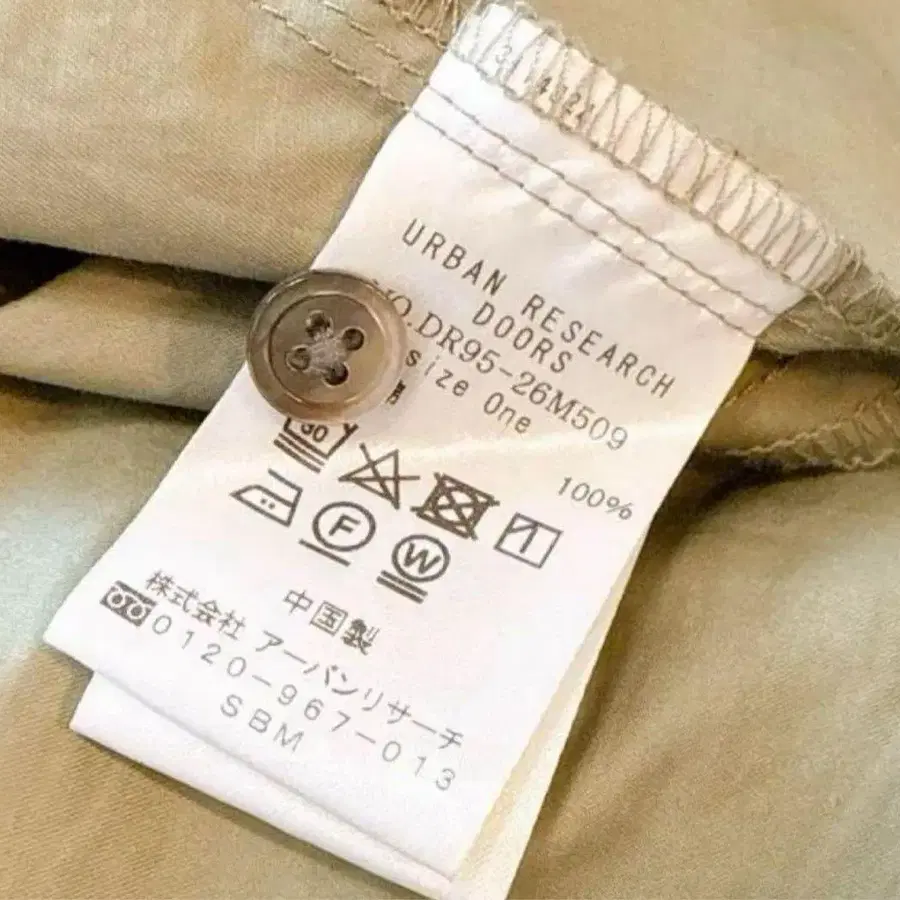 URBAN RESEARCH
DOORS
NO.DR95-26M509
size One
100%
30
F
W
中国製
株式会社 アーバンリサーチ
0120-967-013
SBM